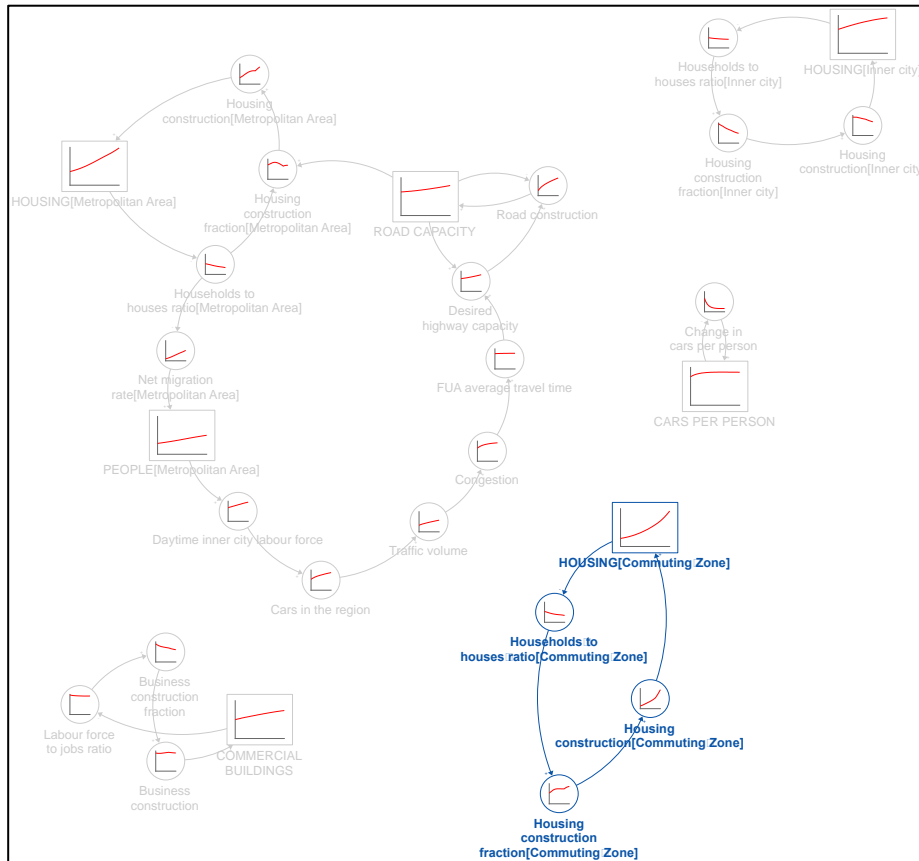 Households to
houses ratio[Inner city]
HOUSING[Inner city]
Housing
construction
fraction[Inner city]
Housing
construction[Inner city]
Housing
construction[Metropolitan Area]
HOUSING[Metropolitan Area]
Housing
construction
fraction[Metropolitan Area]
ROAD CAPACITY
Road construction
Households to
houses ratio[Metropolitan Area]
Desired
highway capacity
Net migration
rate[Metropolitan Area]
FUA average travel time
Change in
cars per person
CARS PER PERSON
PEOPLE[Metropolitan Area]
Congestion
Daytime inner city labour force
Traffic volume
Cars in the region
HOUSING[Commuting Zone]
Households to
houses ratio[Commuting Zone]
Housing
construction[Commuting Zone]
Housing
construction
fraction[Commuting Zone]
Business
construction
fraction
Labour force
to jobs ratio
COMMERCIAL
BUILDINGS
Business
construction